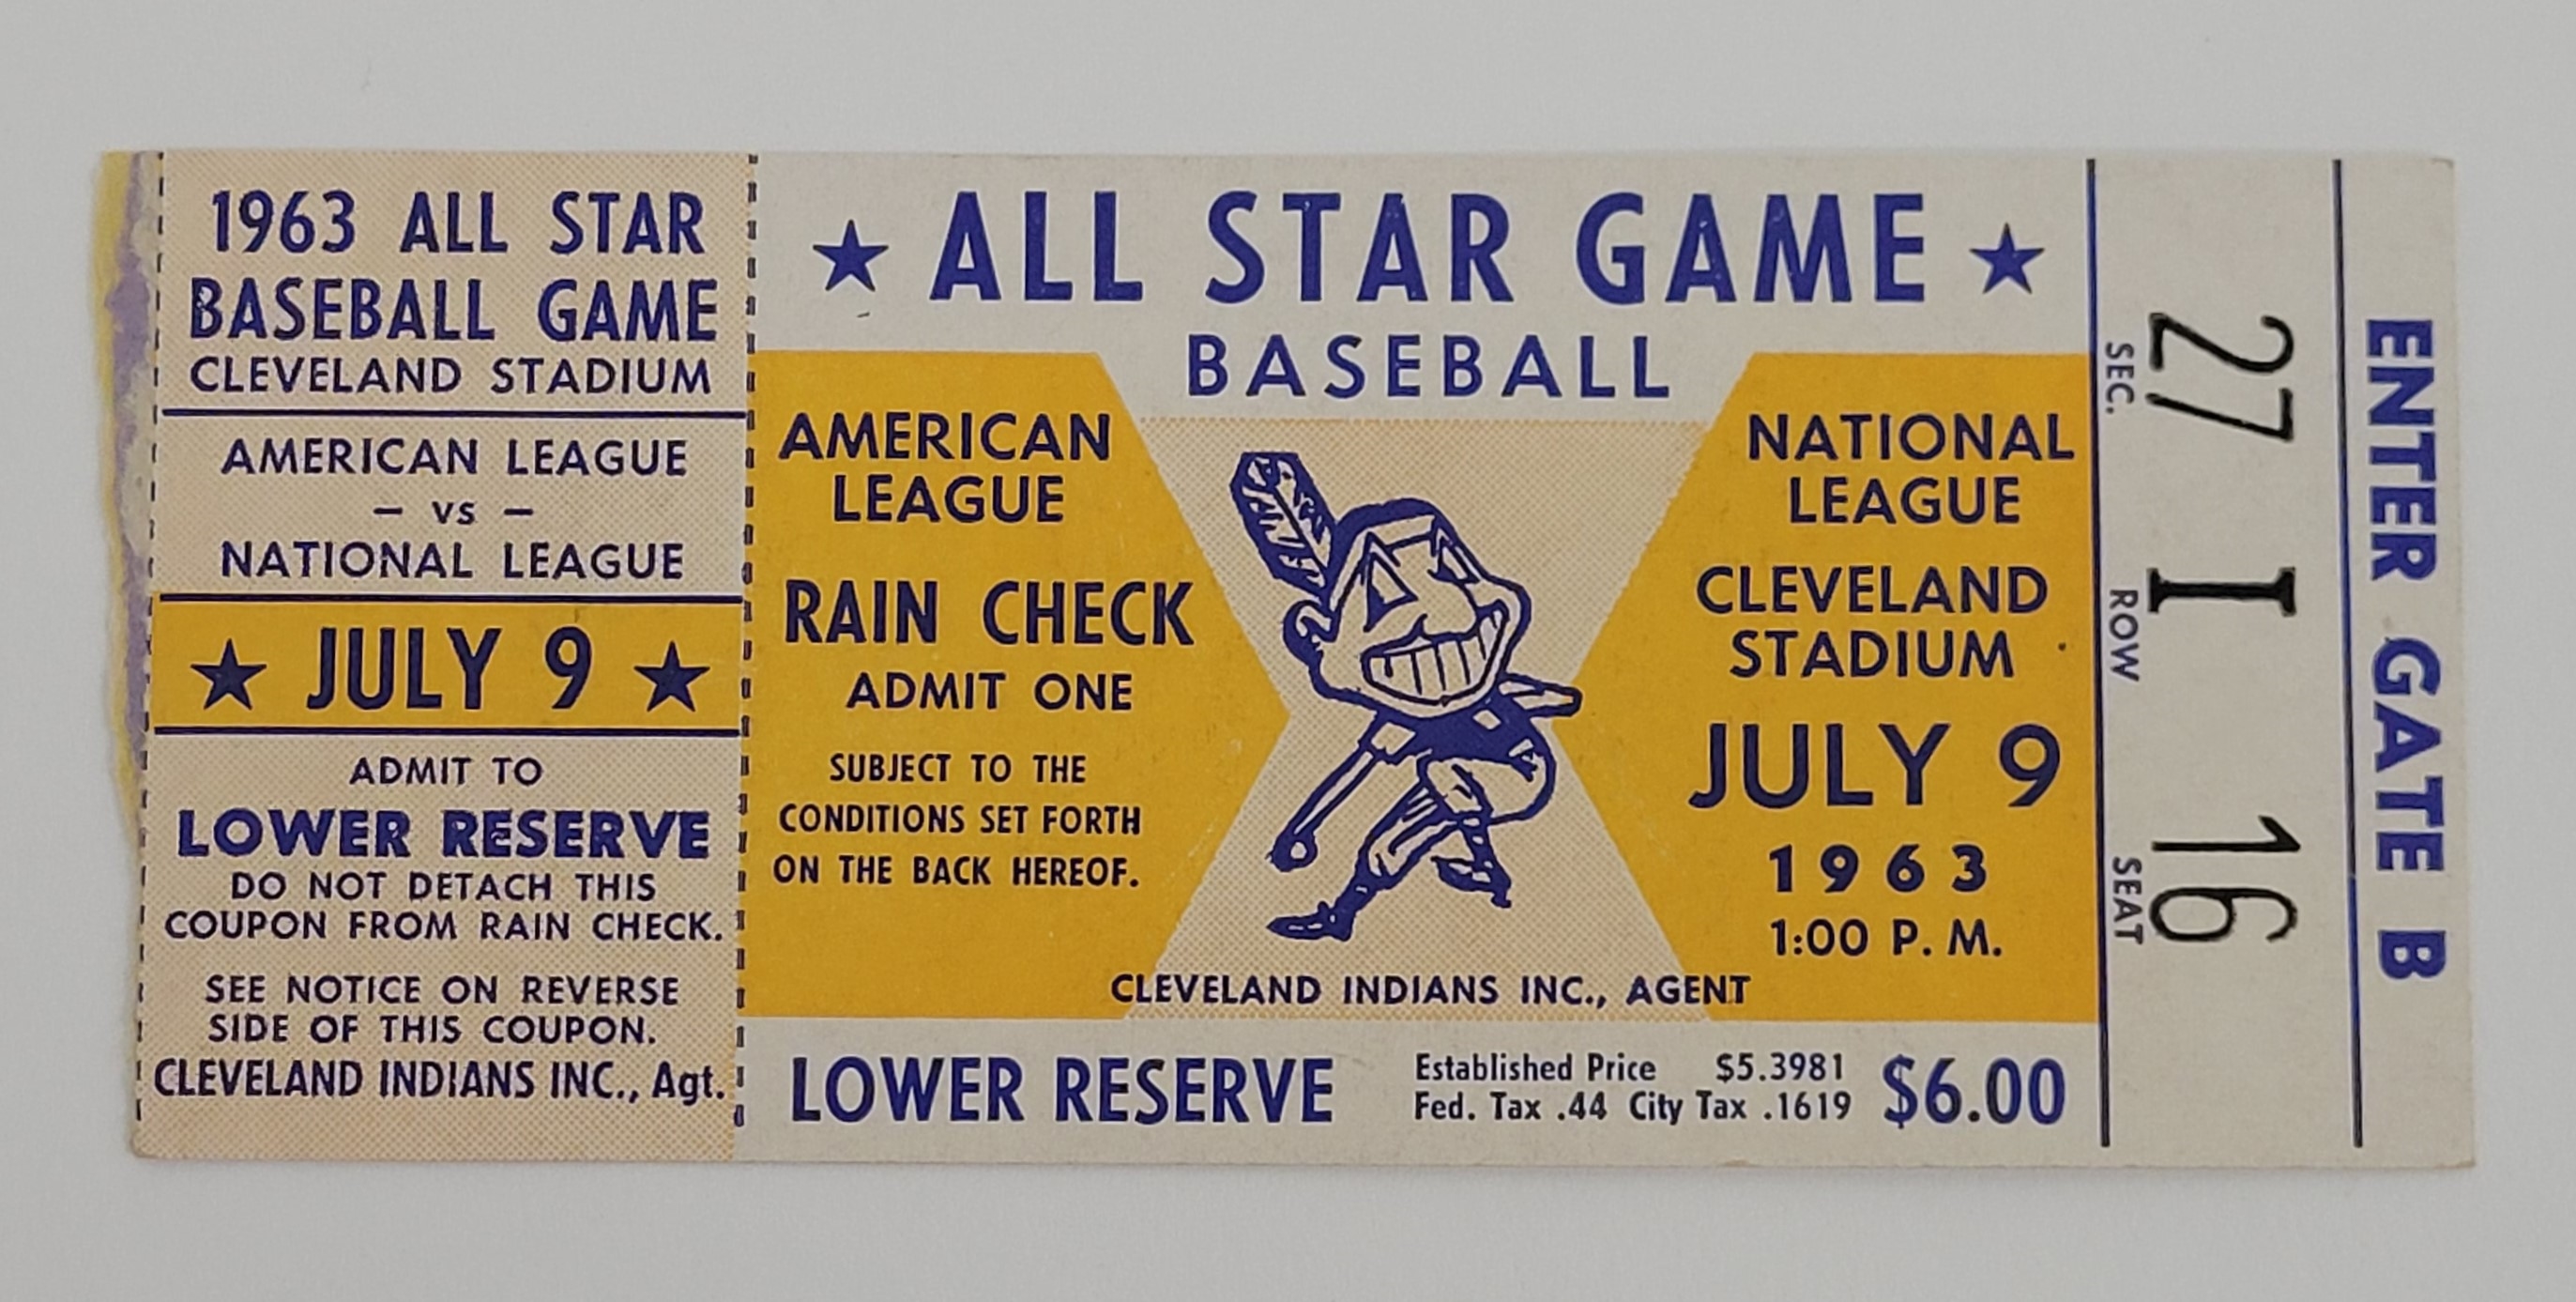 1963 ALL STAR
BASEBALL GAME
CLEVELAND STADIUM
AMERICAN LEAGUE
- VS -
NATIONAL LEAGUE
★ JULY 9 ★
ADMIT TO
LOWER RESERVE
DO NOT DETACH THIS
COUPON FROM RAIN CHECK.
SEE NOTICE ON REVERSE
SIDE OF THIS COUPON.
CLEVELAND INDIANS INC., Agt.
★ ALL STAR GAME ★
BASEBALL
AMERICAN
LEAGUE
RAIN CHECK
ADMIT ONE
SUBJECT TO THE
CONDITIONS SET FORTH
ON THE BACK HEREOF.
NATIONAL
LEAGUE
CLEVELAND
STADIUM
JULY 9
1963
1:00 P. M.
CLEVELAND INDIANS INC., AGENT
LOWER RESERVE
Established Price $5.3981
Fed. Tax .44 City Tax .1619
$6.00
27 I 16
SEC. ROW SEAT
ENTER GATE B